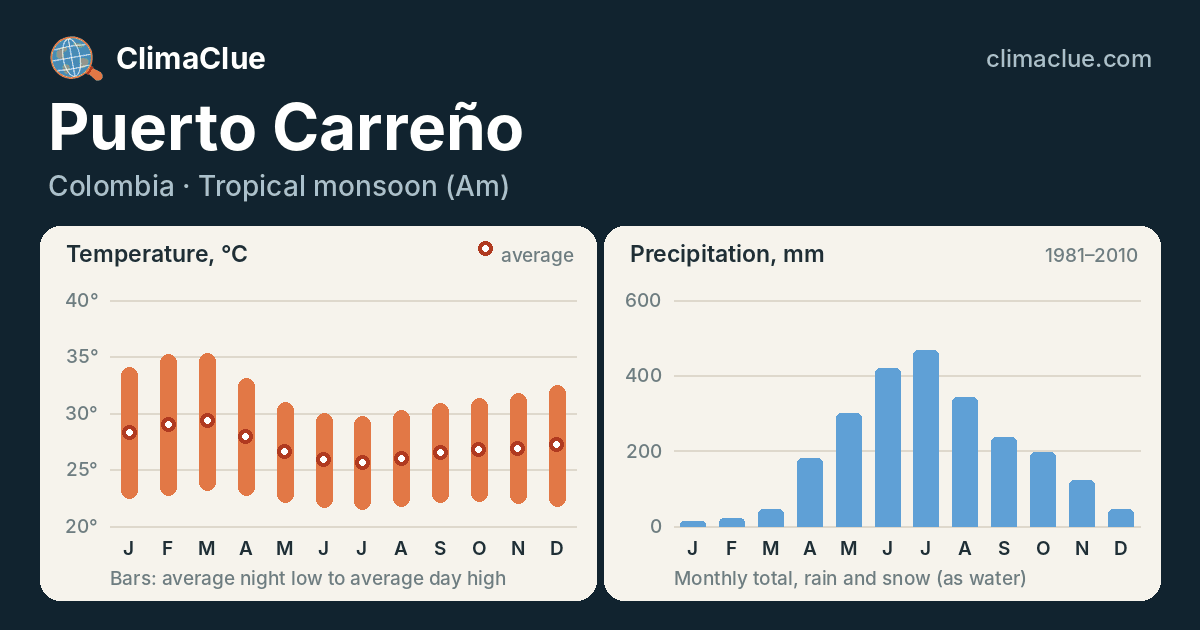 ClimaClue
climaclue.com
Puerto Carreño
Colombia · Tropical monsoon (Am)
Temperature, °C
average
40°
35°
30°
25°
20°
J F M A M J J A S O N D
Bars: average night low to average day high
Precipitation, mm
1981–2010
600
400
200
0
J F M A M J J A S O N D
Monthly total, rain and snow (as water)